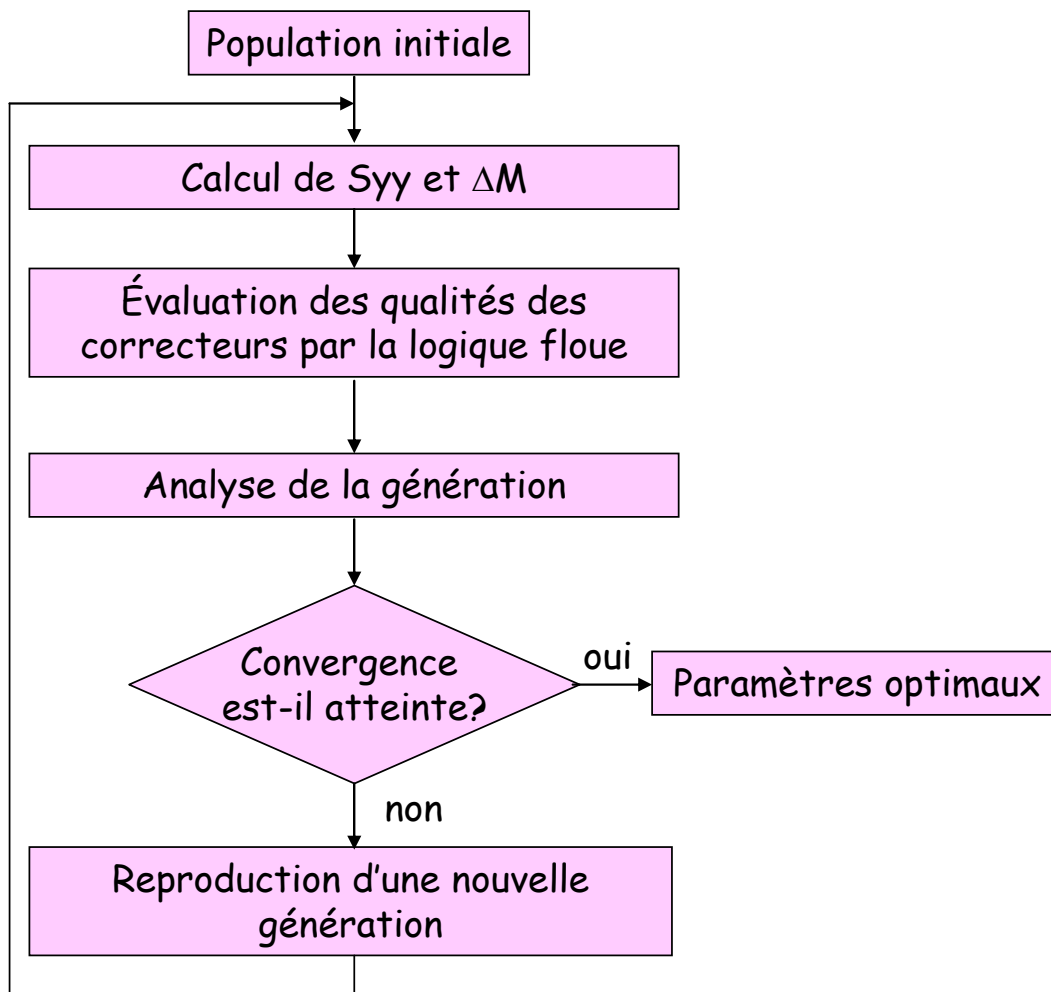 Population initiale
Calcul de Syy et ΔM
Évaluation des qualités des
correcteurs par la logique floue
Analyse de la génération
Convergence
est-il atteinte?
oui
Paramètres optimaux
non
Reproduction d’une nouvelle
génération